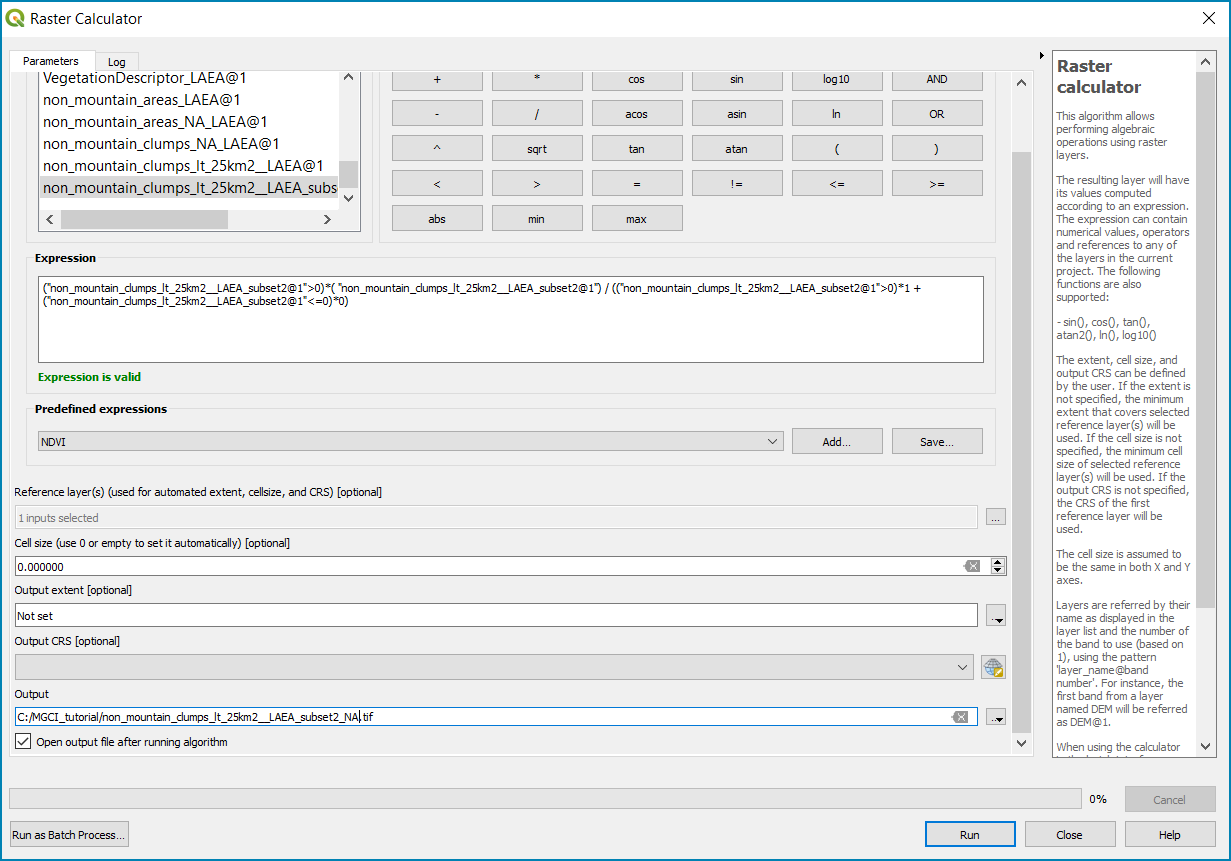 Raster Calculator
Parameters
Log
VegetationDescriptor_LAEA@1
non_mountain_areas_LAEA@1
non_mountain_areas_NA_LAEA@1
non_mountain_clumps_NA_LAEA@1
non_mountain_clumps_lt_25km2__LAEA@1
non_mountain_clumps_lt_25km2__LAEA_subs
+ * cos sin log10 AND
- / acos asin ln OR
^ sqrt tan atan ( )
< > = != <= >=
abs min max
Expression
("non_mountain_clumps_lt_25km2__LAEA_subset2@1">0)*( "non_mountain_clumps_lt_25km2__LAEA_subset2@1") / (("non_mountain_clumps_lt_25km2__LAEA_subset2@1">0)*1 +
("non_mountain_clumps_lt_25km2__LAEA_subset2@1"<=0)*0)
Expression is valid
Predefined expressions
NDVI
Add...
Save...
Reference layer(s) (used for automated extent, cellsize, and CRS) [optional]
1 inputs selected
...
Cell size (use 0 or empty to set it automatically) [optional]
0.000000
Output extent [optional]
Not set
Output CRS [optional]
Output
C:/MGCI_tutorial/non_mountain_clumps_lt_25km2__LAEA_subset2_NA.tif
Open output file after running algorithm
0%
Cancel
Run as Batch Process...
Run
Close
Help
Raster
calculator
This algorithm allows
performing algebraic
operations using raster
layers.
The resulting layer will have
its values computed
according to an expression.
The expression can contain
numerical values, operators
and references to any of
the layers in the current
project. The following
functions are also
supported:
- sin(), cos(), tan(),
atan2(), ln(), log10()
The extent, cell size, and
output CRS can be defined
by the user. If the extent is
not specified, the minimum
extent that covers selected
reference layer(s) will be
used. If the cell size is not
specified, the minimum cell
size of selected reference
layer(s) will be used. If the
output CRS is not specified,
the CRS of the first
reference layer will be
used.
The cell size is assumed to
be the same in both X and Y
axes.
Layers are referred by their
name as displayed in the
layer list and the number of
the band to use (based on
1), using the pattern
'layer_name@band
number'. For instance, the
first band from a layer
named DEM will be referred
as DEM@1.
When using the calculator